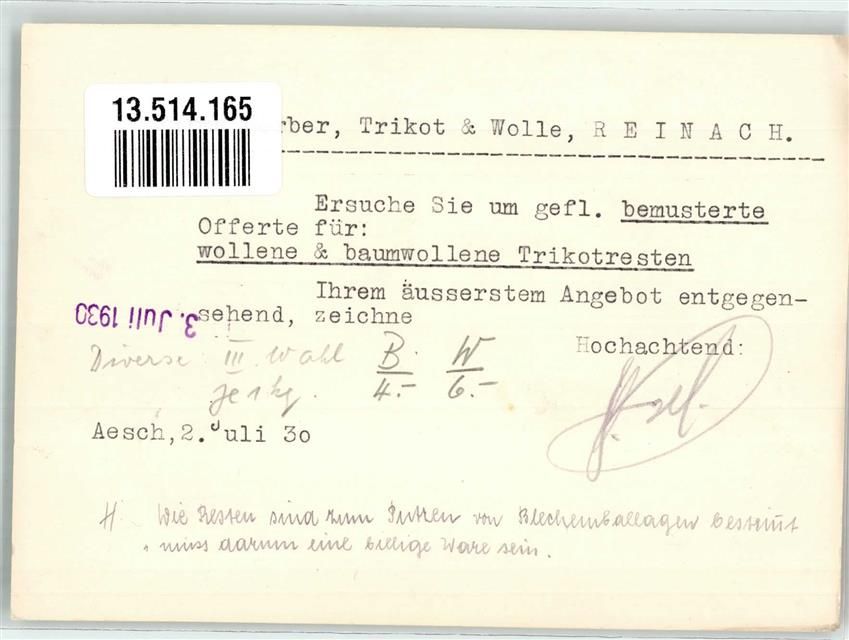 13.514.165
rber, Trikot & Wolle, R E I N A C H.
Ersuche Sie um gefl. bemusterte
Offerte für:
wollene & baumwollene Trikotresten
Ihrem äusserstem Angebot entgegen-
sehend, zeichne
3. Juli 1930
Hochachtend:
Diverse III. Wahl B. W
je 1 kg. 4.- 6.-
Aesch,2.Juli 30
Die Resten sind zum Putzen von Blechemballagen bestimmt
muss darum eine billige Ware sein.